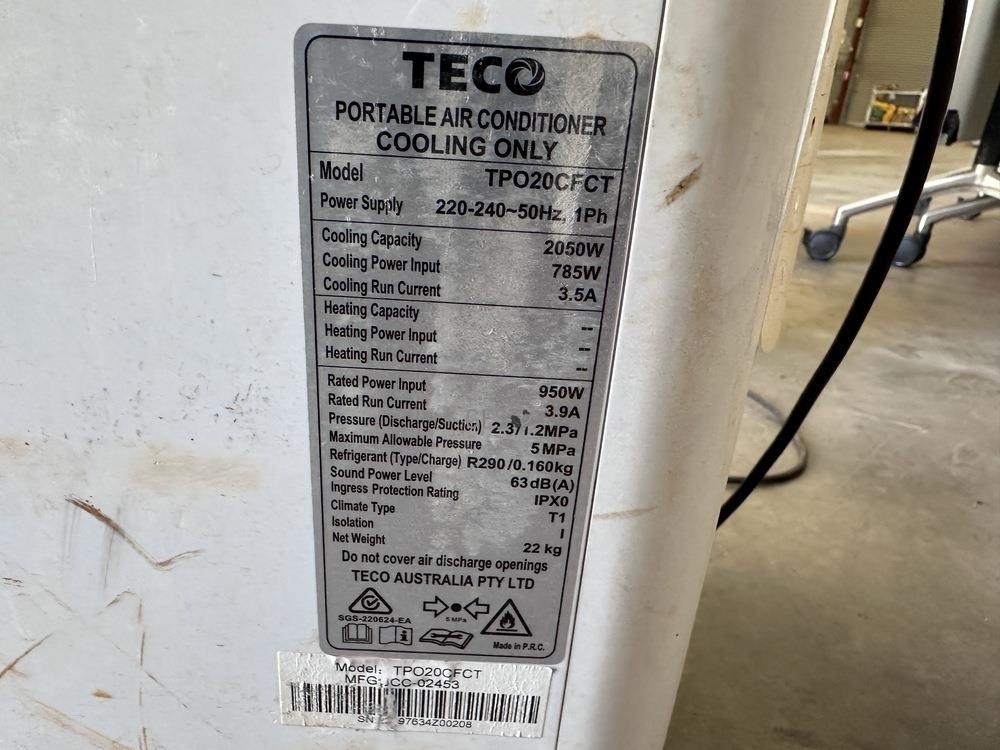 TECO
PORTABLE AIR CONDITIONER
COOLING ONLY
Model TPO20CFCT
Power Supply 220-240~50Hz, 1Ph
Cooling Capacity 2050W
Cooling Power Input 785W
Cooling Run Current 3.5A
Heating Capacity --
Heating Power Input --
Heating Run Current --
Rated Power Input 950W
Rated Run Current 3.9A
Pressure (Discharge/Suction) 2.3/1.2MPa
Maximum Allowable Pressure 5 MPa
Refrigerant (Type/Charge) R290/0.160kg
Sound Power Level 63dB(A)
Ingress Protection Rating IPX0
Climate Type T1
Isolation I
Net Weight 22 kg
Do not cover air discharge openings
TECO AUSTRALIA PTY LTD
SGS-220624-EA
5 MPa
Made in P.R.C.
Model: TPO20CFCT
MFG: CC-02453
SN 97634Z00208